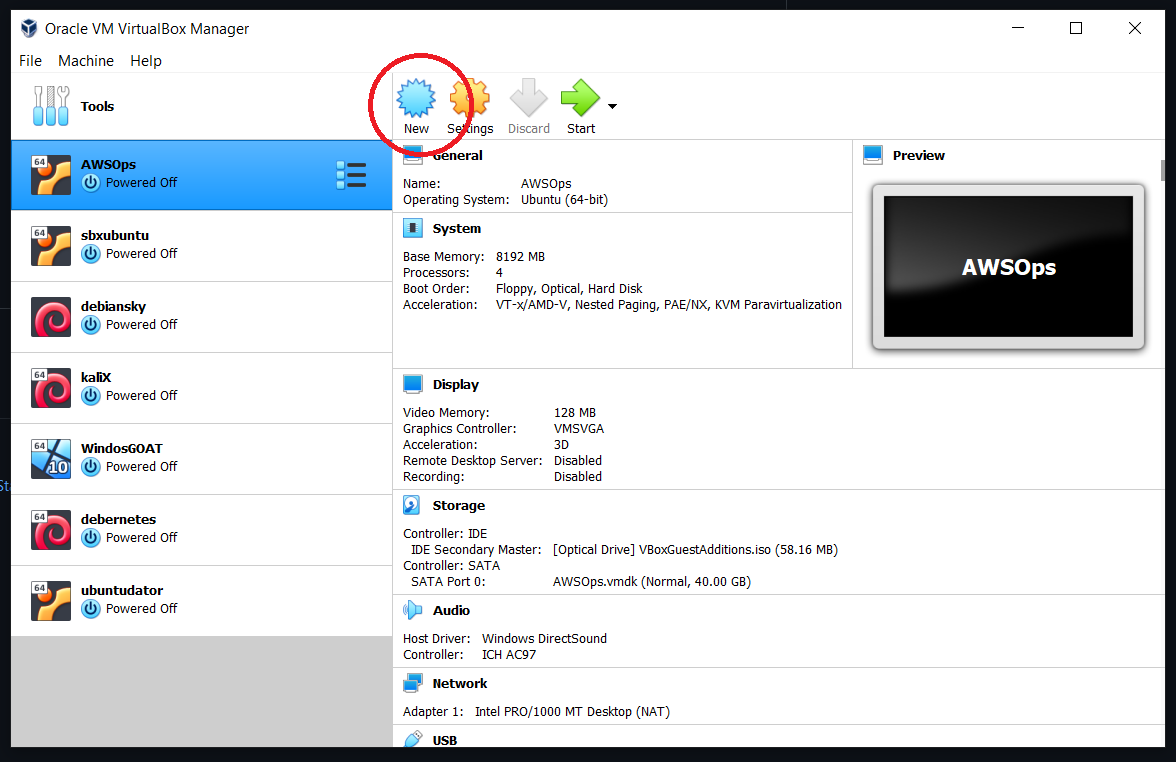 Oracle VM VirtualBox Manager
File Machine Help
Tools
New Settings Discard Start
64 AWSOps
Powered Off
64 sbxubuntu
Powered Off
debiansky
Powered Off
64 kaliX
Powered Off
64 10 WindosGOAT
Powered Off
64 debernetes
Powered Off
64 ubuntudator
Powered Off
General
Name: AWSOps
Operating System: Ubuntu (64-bit)
Preview
AWSOps
System
Base Memory: 8192 MB
Processors: 4
Boot Order: Floppy, Optical, Hard Disk
Acceleration: VT-x/AMD-V, Nested Paging, PAE/NX, KVM Paravirtualization
Display
Video Memory: 128 MB
Graphics Controller: VMSVGA
Acceleration: 3D
Remote Desktop Server: Disabled
Recording: Disabled
Storage
Controller: IDE
IDE Secondary Master: [Optical Drive] VBoxGuestAdditions.iso (58.16 MB)
Controller: SATA
SATA Port 0: AWSOps.vmdk (Normal, 40.00 GB)
Audio
Host Driver: Windows DirectSound
Controller: ICH AC97
Network
Adapter 1: Intel PRO/1000 MT Desktop (NAT)
USB